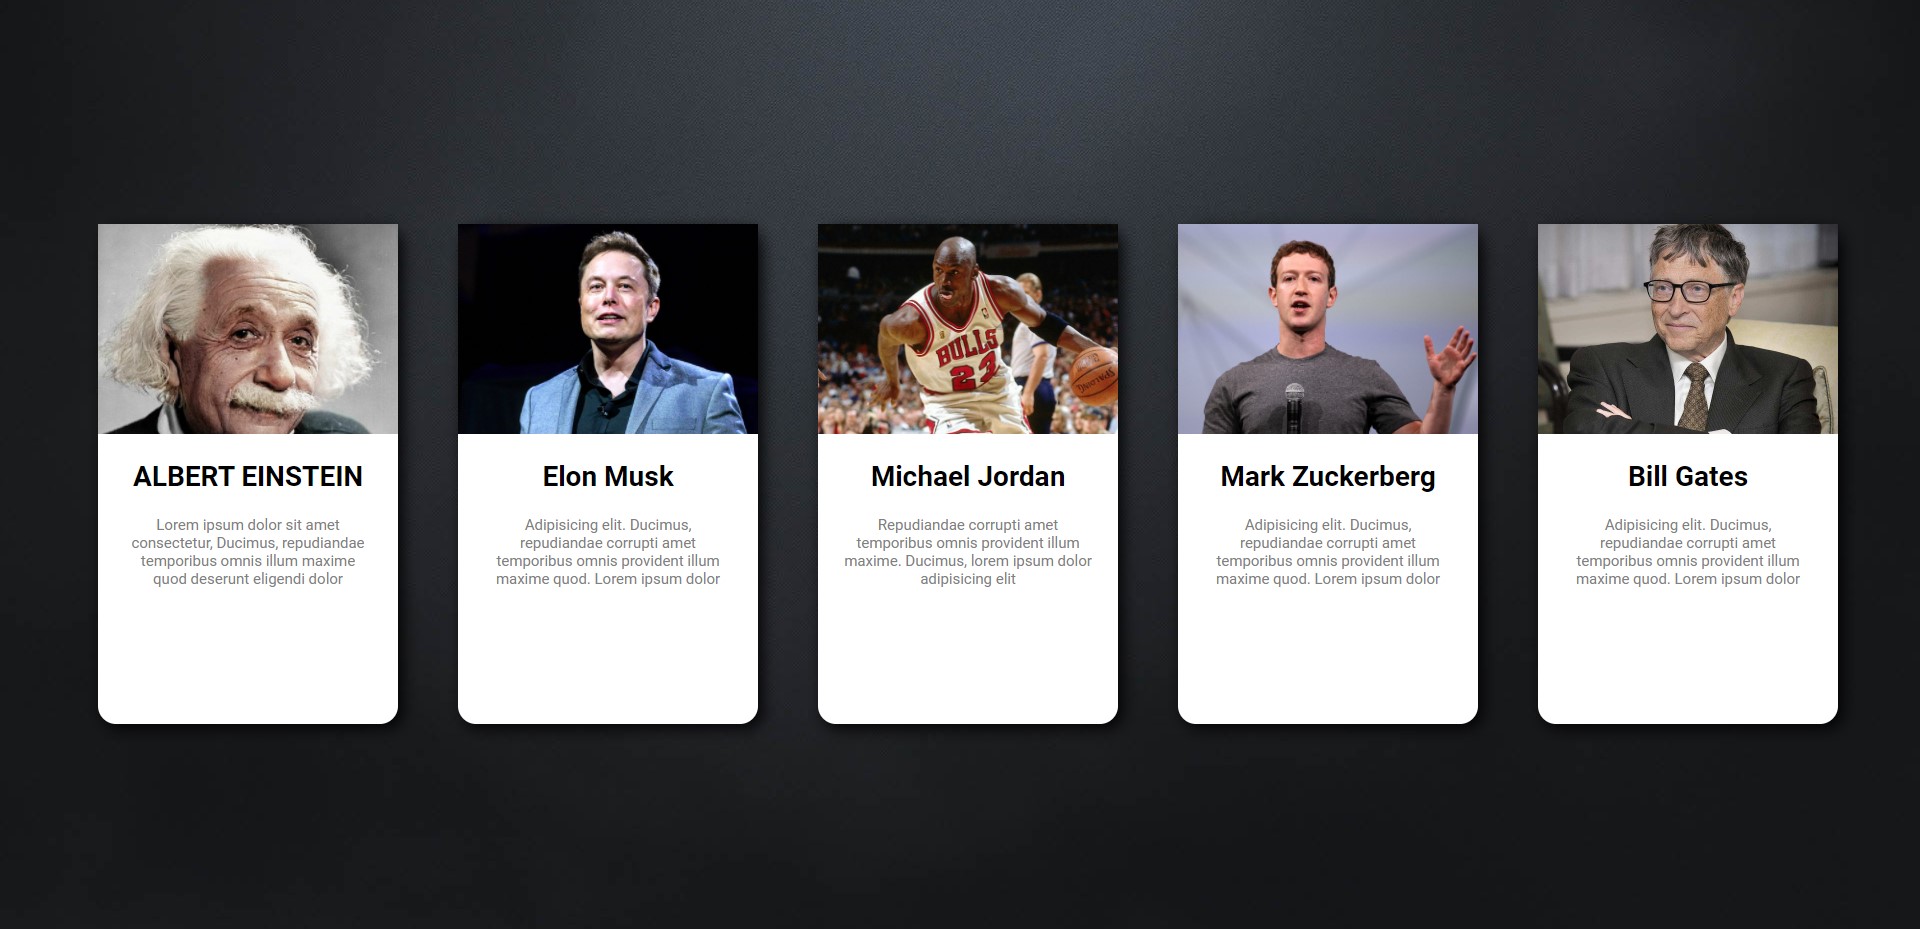 ALBERT EINSTEIN
Lorem ipsum dolor sit amet
consectetur, Ducimus, repudiandae
temporibus omnis illum maxime
quod deserunt eligendi dolor
Elon Musk
Adipisicing elit. Ducimus,
repudiandae corrupti amet
temporibus omnis provident illum
maxime quod. Lorem ipsum dolor
BULLS
23
Michael Jordan
Repudiandae corrupti amet
temporibus omnis provident illum
maxime. Ducimus, lorem ipsum dolor
adipisicing elit
Mark Zuckerberg
Adipisicing elit. Ducimus,
repudiandae corrupti amet
temporibus omnis provident illum
maxime quod. Lorem ipsum dolor
Bill Gates
Adipisicing elit. Ducimus,
repudiandae corrupti amet
temporibus omnis provident illum
maxime quod. Lorem ipsum dolor